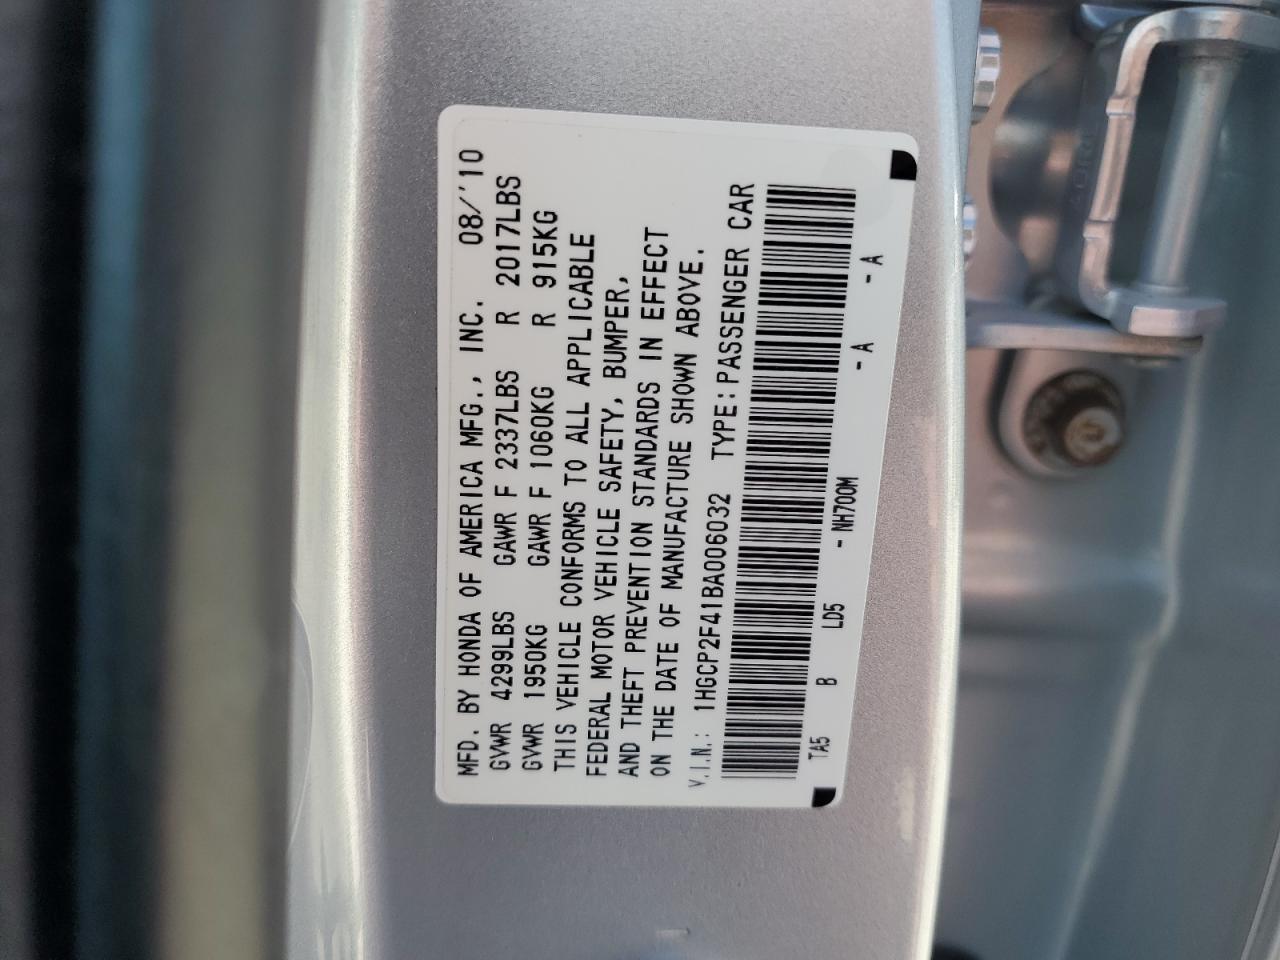 MFD. BY HONDA OF AMERICA MFG., INC. 08/'10
GVWR 4299LBS GAWR F 2337LBS R 2017LBS
GVWR 1950KG GAWR F 1060KG R 915KG
THIS VEHICLE CONFORMS TO ALL APPLICABLE
FEDERAL MOTOR VEHICLE SAFETY, BUMPER,
AND THEFT PREVENTION STANDARDS IN EFFECT
ON THE DATE OF MANUFACTURE SHOWN ABOVE.
V.I.N.: 1HGCP2F41BA006032 TYPE:PASSENGER CAR
TA5 B LD5 - NH700M - A - A